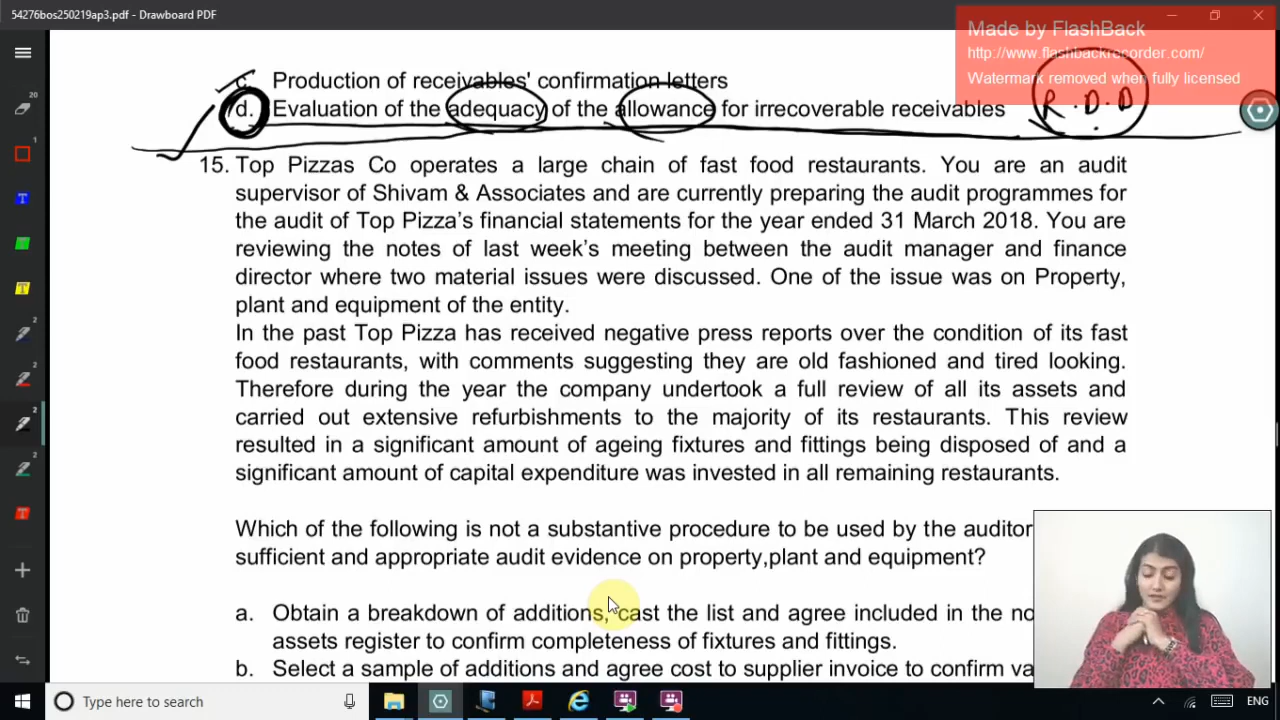 54276bos250219ap3.pdf - Drawboard PDF
Made by FlashBack
http://www.flashbackrecorder.com/
Watermark removed when fully licensed
c. Production of receivables' confirmation letters
d. Evaluation of the adequacy of the allowance for irrecoverable receivables
R.D.D
15. Top Pizzas Co operates a large chain of fast food restaurants. You are an audit
supervisor of Shivam & Associates and are currently preparing the audit programmes for
the audit of Top Pizza's financial statements for the year ended 31 March 2018. You are
reviewing the notes of last week's meeting between the audit manager and finance
director where two material issues were discussed. One of the issue was on Property,
plant and equipment of the entity.
In the past Top Pizza has received negative press reports over the condition of its fast
food restaurants, with comments suggesting they are old fashioned and tired looking.
Therefore during the year the company undertook a full review of all its assets and
carried out extensive refurbishments to the majority of its restaurants. This review
resulted in a significant amount of ageing fixtures and fittings being disposed of and a
significant amount of capital expenditure was invested in all remaining restaurants.
Which of the following is not a substantive procedure to be used by the auditor
sufficient and appropriate audit evidence on property,plant and equipment?
a. Obtain a breakdown of additions, cast the list and agree included in the no
assets register to confirm completeness of fixtures and fittings.
b. Select a sample of additions and agree cost to supplier invoice to confirm va
20
1
2
2
2
2
Type here to search
ENG